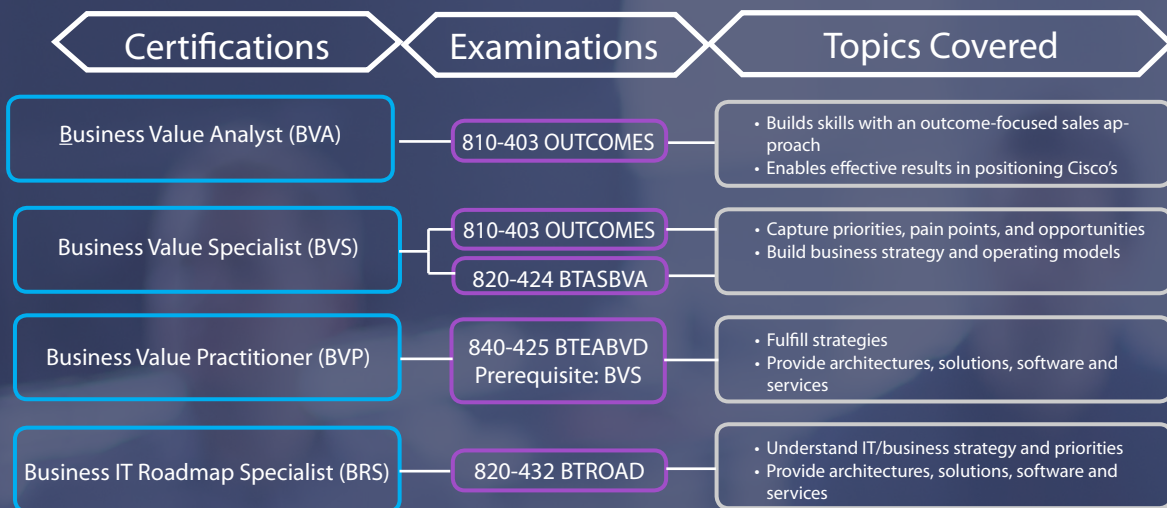 Certifications
Examinations
Topics Covered
Business Value Analyst (BVA)
810-403 OUTCOMES
• Builds skills with an outcome-focused sales ap-
proach
• Enables effective results in positioning Cisco's
Business Value Specialist (BVS)
810-403 OUTCOMES
820-424 BTASBVA
• Capture priorities, pain points, and opportunities
• Build business strategy and operating models
Business Value Practitioner (BVP)
840-425 BTEABVD
Prerequisite: BVS
• Fulfill strategies
• Provide architectures, solutions, software and
services
Business IT Roadmap Specialist (BRS)
820-432 BTROAD
• Understand IT/business strategy and priorities
• Provide architectures, solutions, software and
services